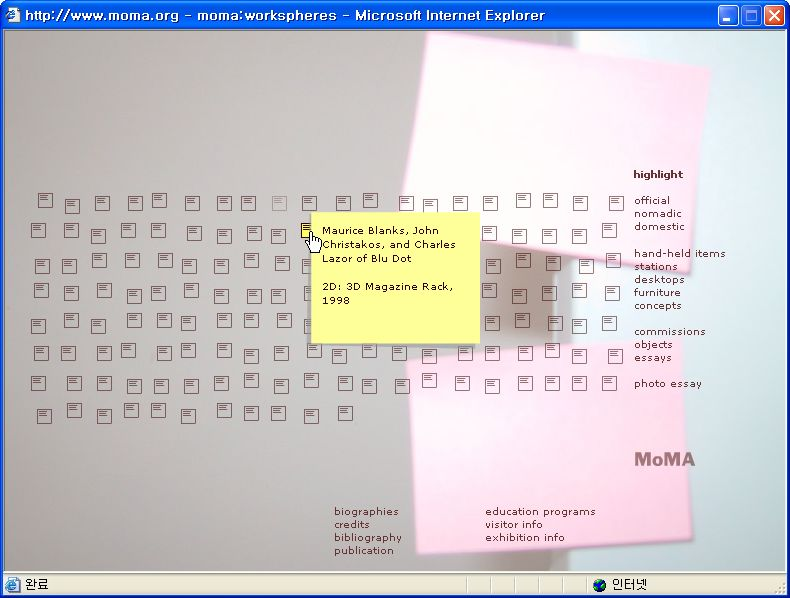 http://www.moma.org - moma:workspheres - Microsoft Internet Explorer
highlight
official
nomadic
domestic
hand-held items
stations
desktops
furniture
concepts
commissions
objects
essays
photo essay
Maurice Blanks, John
Christakos, and Charles
Lazor of Blu Dot
2D: 3D Magazine Rack,
1998
MoMA
biographies
credits
bibliography
publication
education programs
visitor info
exhibition info
완료
인터넷